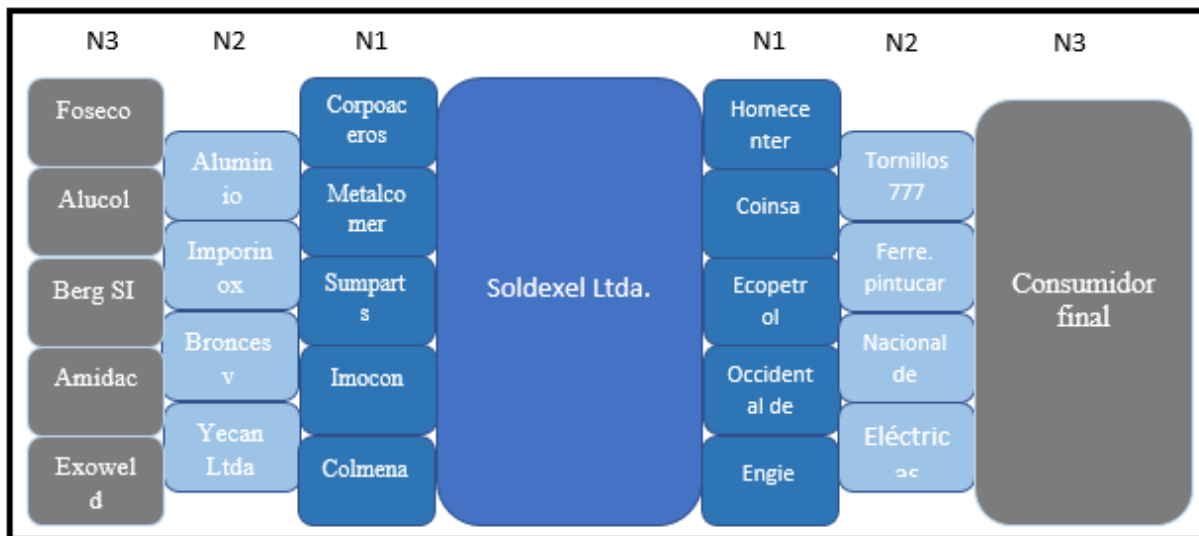 N3
N2
N1
N1
N2
N3
Foseco
Alucol
Berg SI
Amidac
Exowel
d
Alumin
io
Imporin
ox
Bronces
y
Yecan
Ltda
Corpoac
eros
Metalco
mer
Sumpart
s
Imocon
Colmena
Soldexel Ltda.
Homece
nter
Coinsa
Ecopetr
ol
Occident
al de
Engie
Tornillos
777
Ferre.
pintucar
Nacional
de
Eléctric
as
Consumidor
final